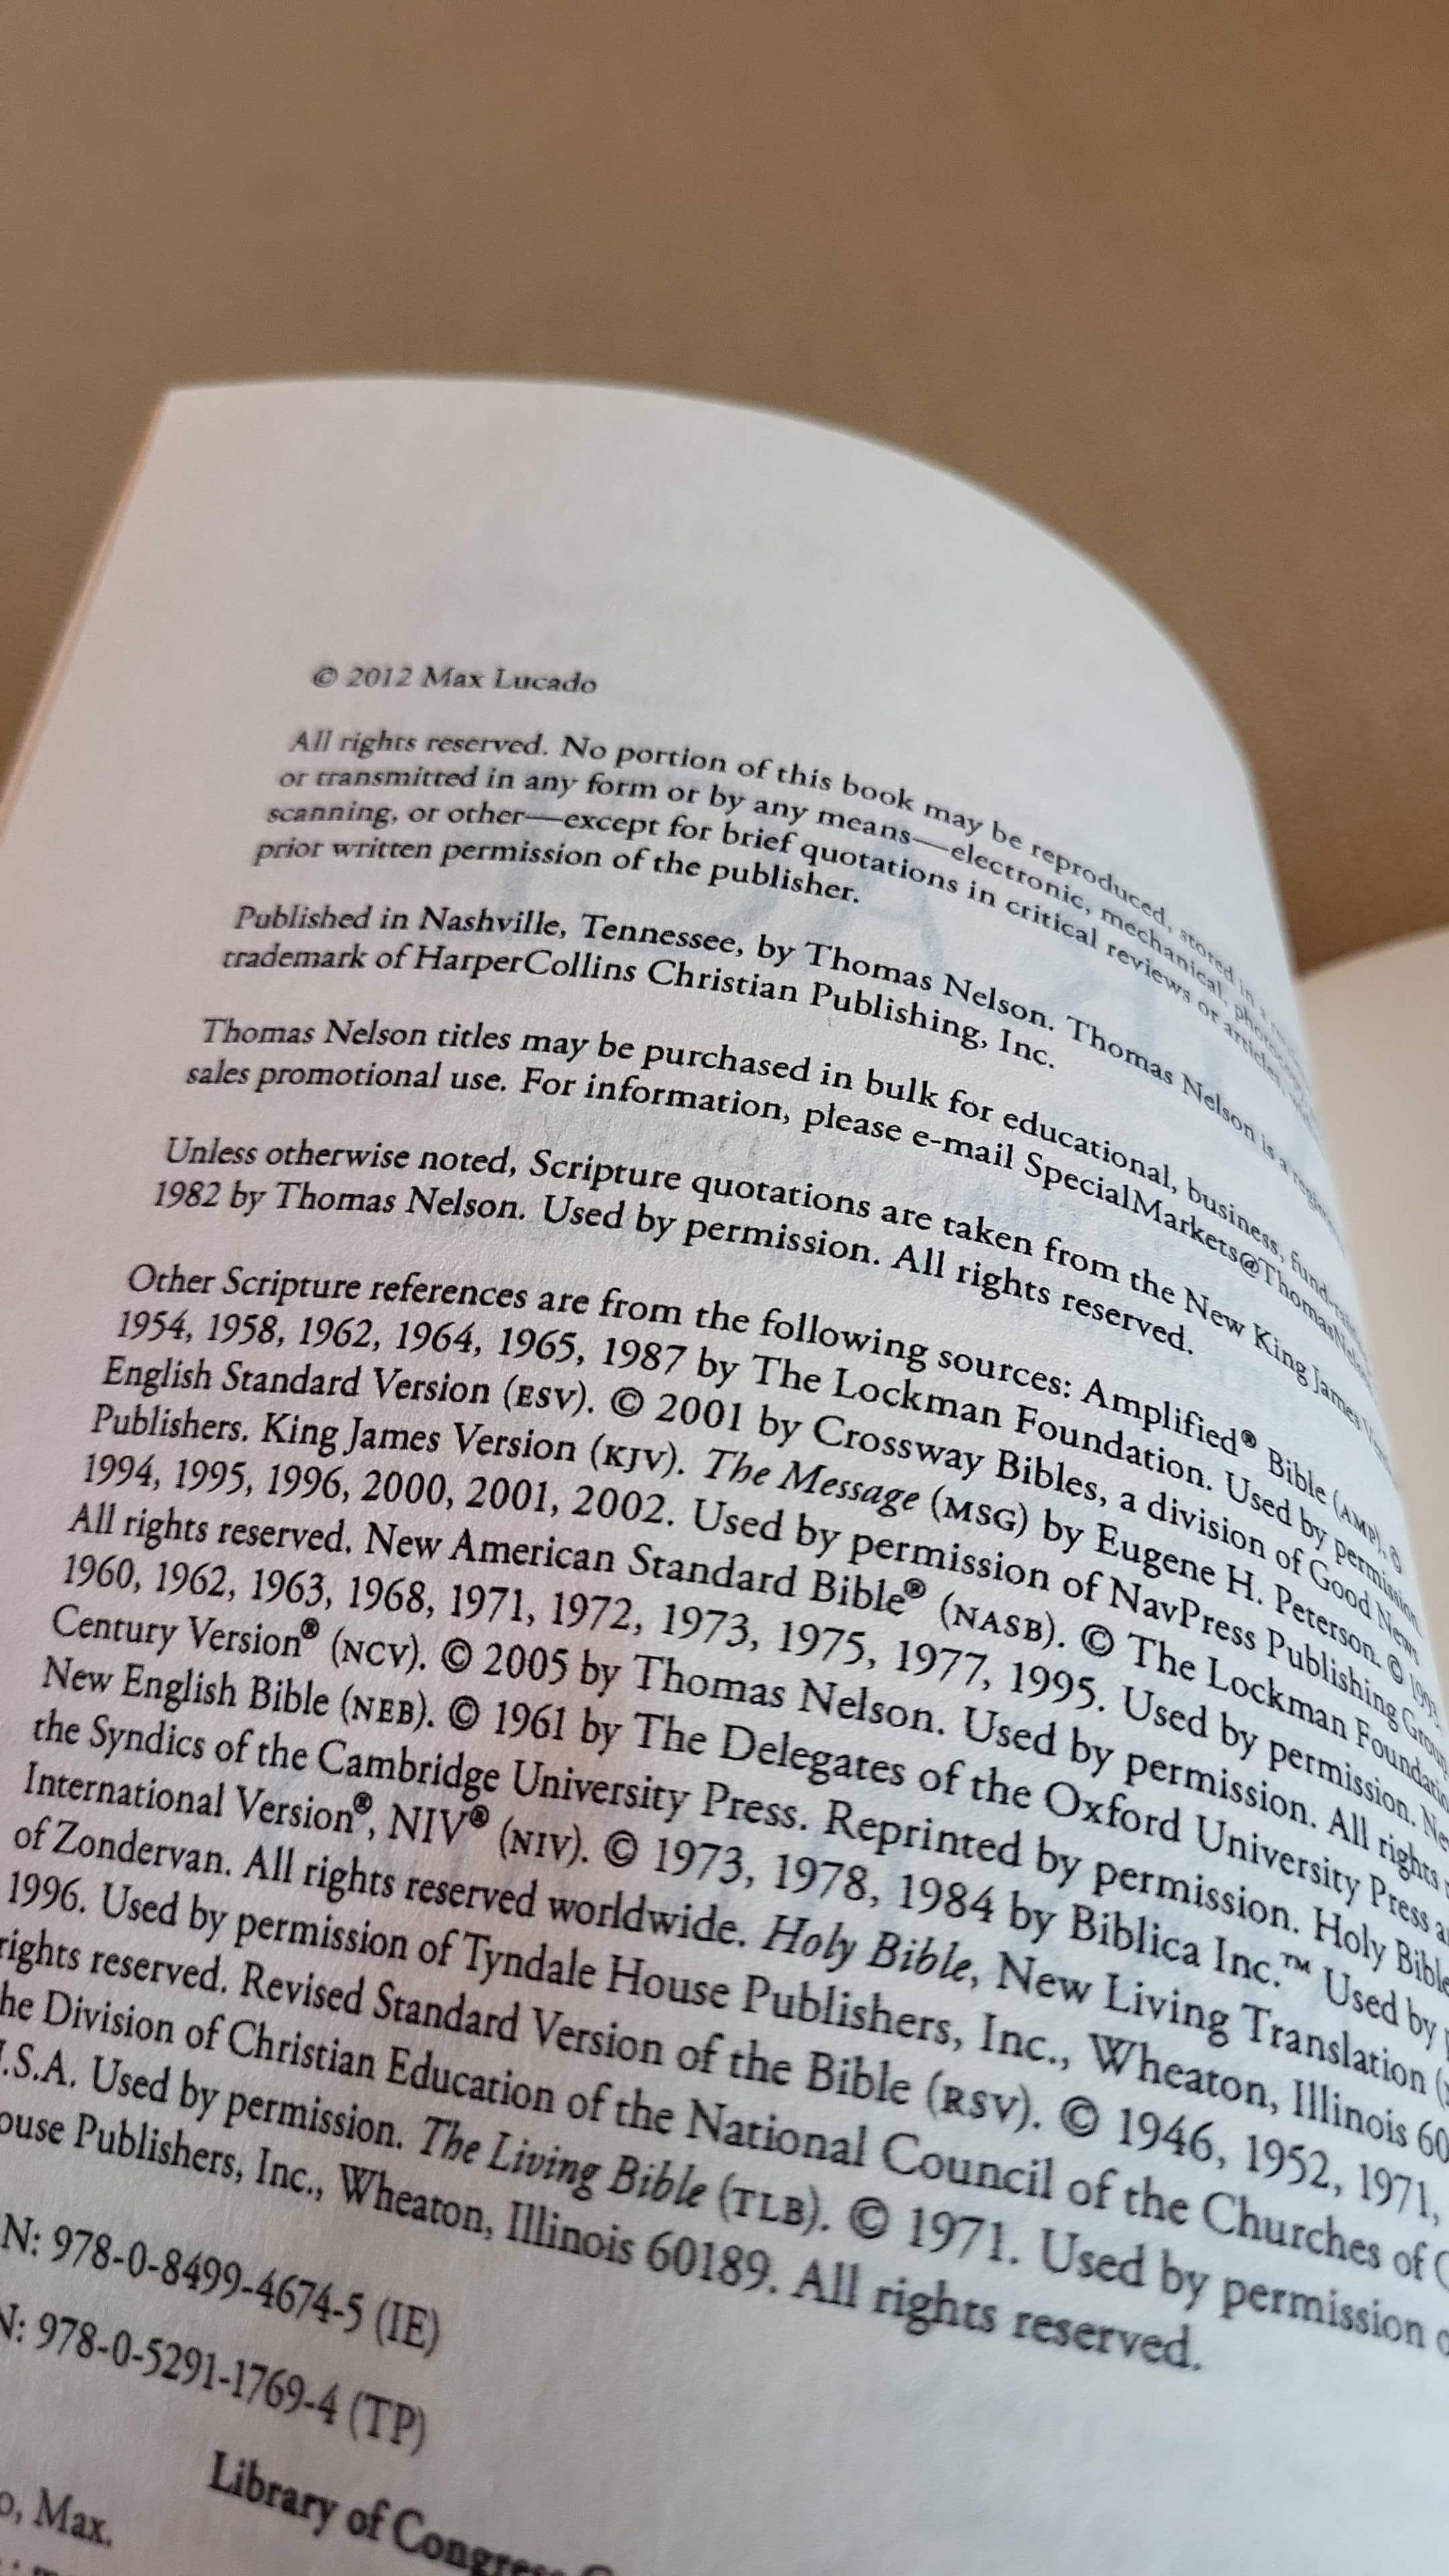 © 2012 Max Lucado
All rights reserved. No portion of this book may be reproduced, stored in a
or transmitted in any form or by any means—electronic, mechanical,
scanning, or other—except for brief quotations in critical reviews or articles,
prior written permission of the publisher.
Published in Nashville, Tennessee, by Thomas Nelson. Thomas Nelson is a
trademark of HarperCollins Christian Publishing, Inc.
Thomas Nelson titles may be purchased in bulk for educational, business,
sales promotional use. For information, please e-mail SpecialMarkets@ThomasNelso
Unless otherwise noted, Scripture quotations are taken from the New King James
1982 by Thomas Nelson. Used by permission. All rights reserved.
Other Scripture references are from the following sources: Amplified® Bible (AMP), ©
1954, 1958, 1962, 1964, 1965, 1987 by The Lockman Foundation. Used by permission.
English Standard Version (ESV). © 2001 by Crossway Bibles, a division of Good News
Publishers. King James Version (KJV). The Message (MSG) by Eugene H. Peterson. © 1993,
1994, 1995, 1996, 2000, 2001, 2002. Used by permission of NavPress Publishing Group
All rights reserved. New American Standard Bible® (NASB). © The Lockman Foundatio
1960, 1962, 1963, 1968, 1971, 1972, 1973, 1975, 1977, 1995. Used by permission. Ne
Century Version® (NCV). © 2005 by Thomas Nelson. Used by permission. All rights
New English Bible (NEB). © 1961 by The Delegates of the Oxford University Press a
the Syndics of the Cambridge University Press. Reprinted by permission. Holy Bible
International Version®, NIV® (NIV). © 1973, 1978, 1984 by Biblica Inc.™ Used by
of Zondervan. All rights reserved worldwide. Holy Bible, New Living Translation (
1996. Used by permission of Tyndale House Publishers, Inc., Wheaton, Illinois 60
rights reserved. Revised Standard Version of the Bible (RSV). © 1946, 1952, 1971,
he Division of Christian Education of the National Council of the Churches of C
.S.A. Used by permission. The Living Bible (TLB). © 1971. Used by permission o
ouse Publishers, Inc., Wheaton, Illinois 60189. All rights reserved.
N: 978-0-8499-4674-5 (IE)
N: 978-0-5291-1769-4 (TP)
Library of Congress
o, Max.